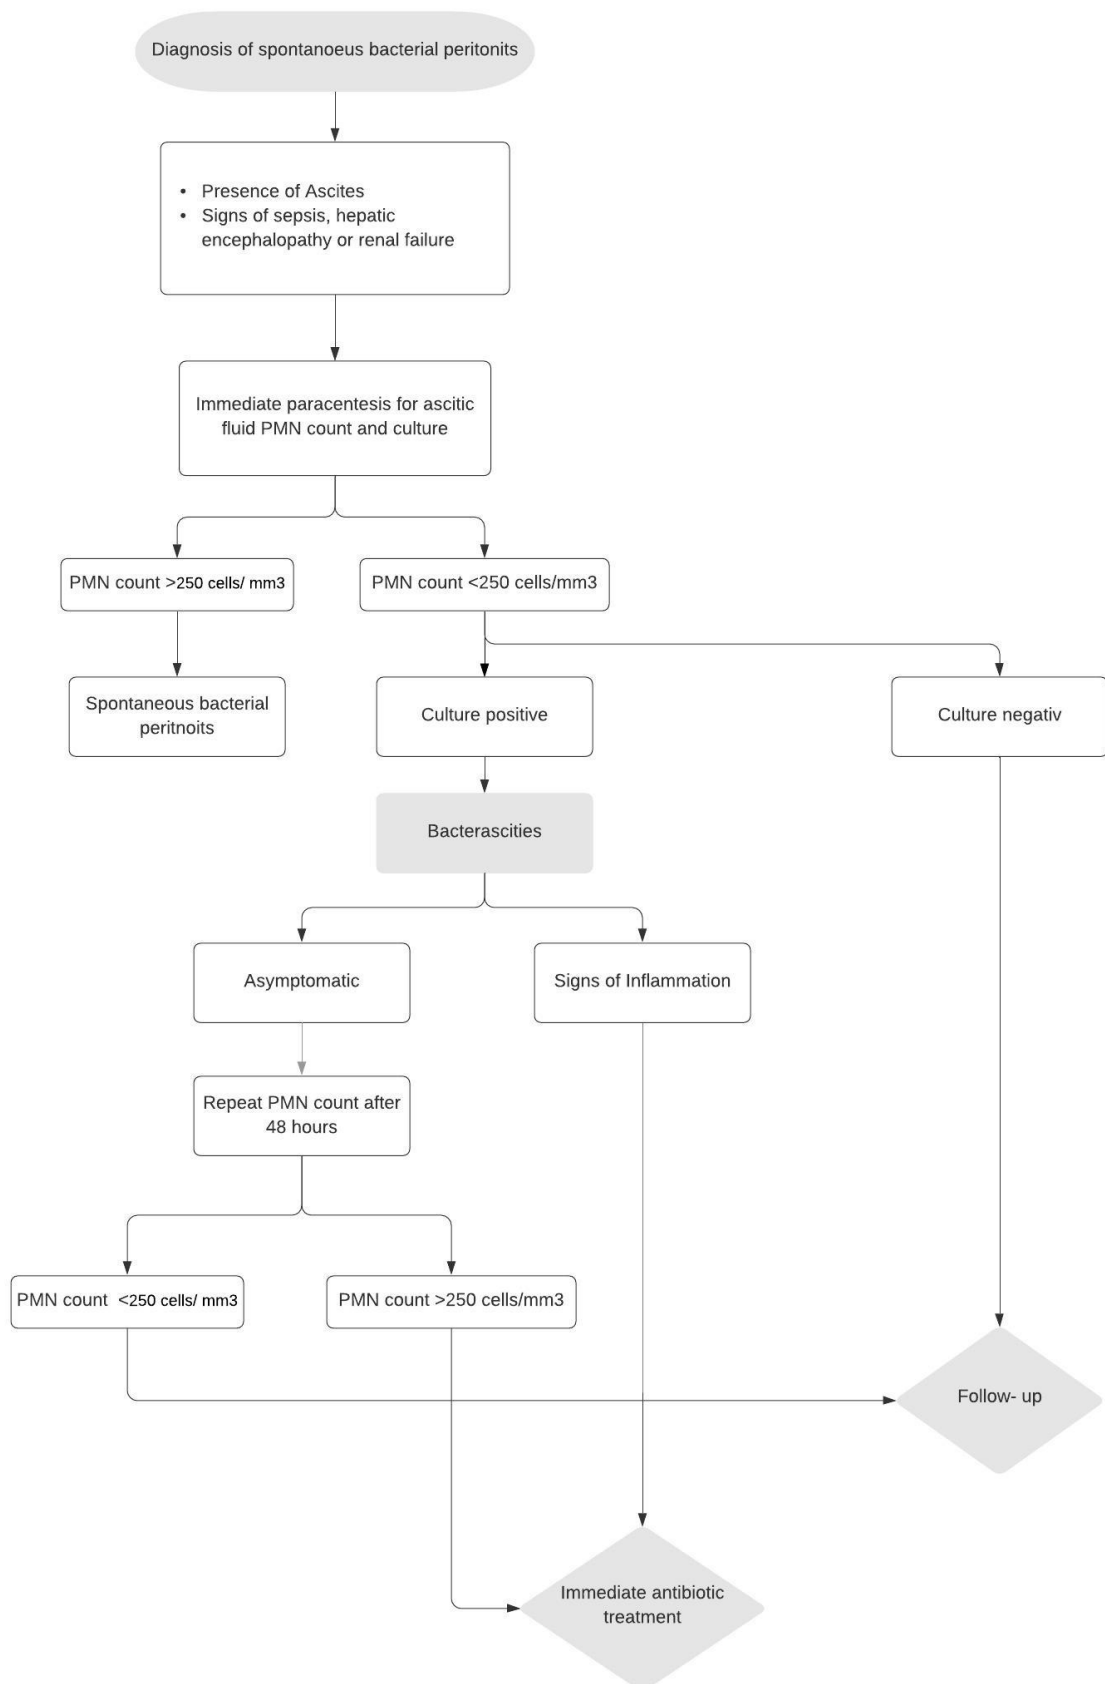 Diagnosis of spontanoeus bacterial peritonits
• Presence of Ascites
• Signs of sepsis, hepatic
encephalopathy or renal failure
Immediate paracentesis for ascitic
fluid PMN count and culture
PMN count >250 cells/ mm3
PMN count <250 cells/mm3
Spontaneous bacterial
peritnoits
Culture positive
Culture negativ
Bacterascities
Asymptomatic
Signs of Inflammation
Repeat PMN count after
48 hours
PMN count <250 cells/ mm3
PMN count >250 cells/mm3
Follow- up
Immediate antibiotic
treatment